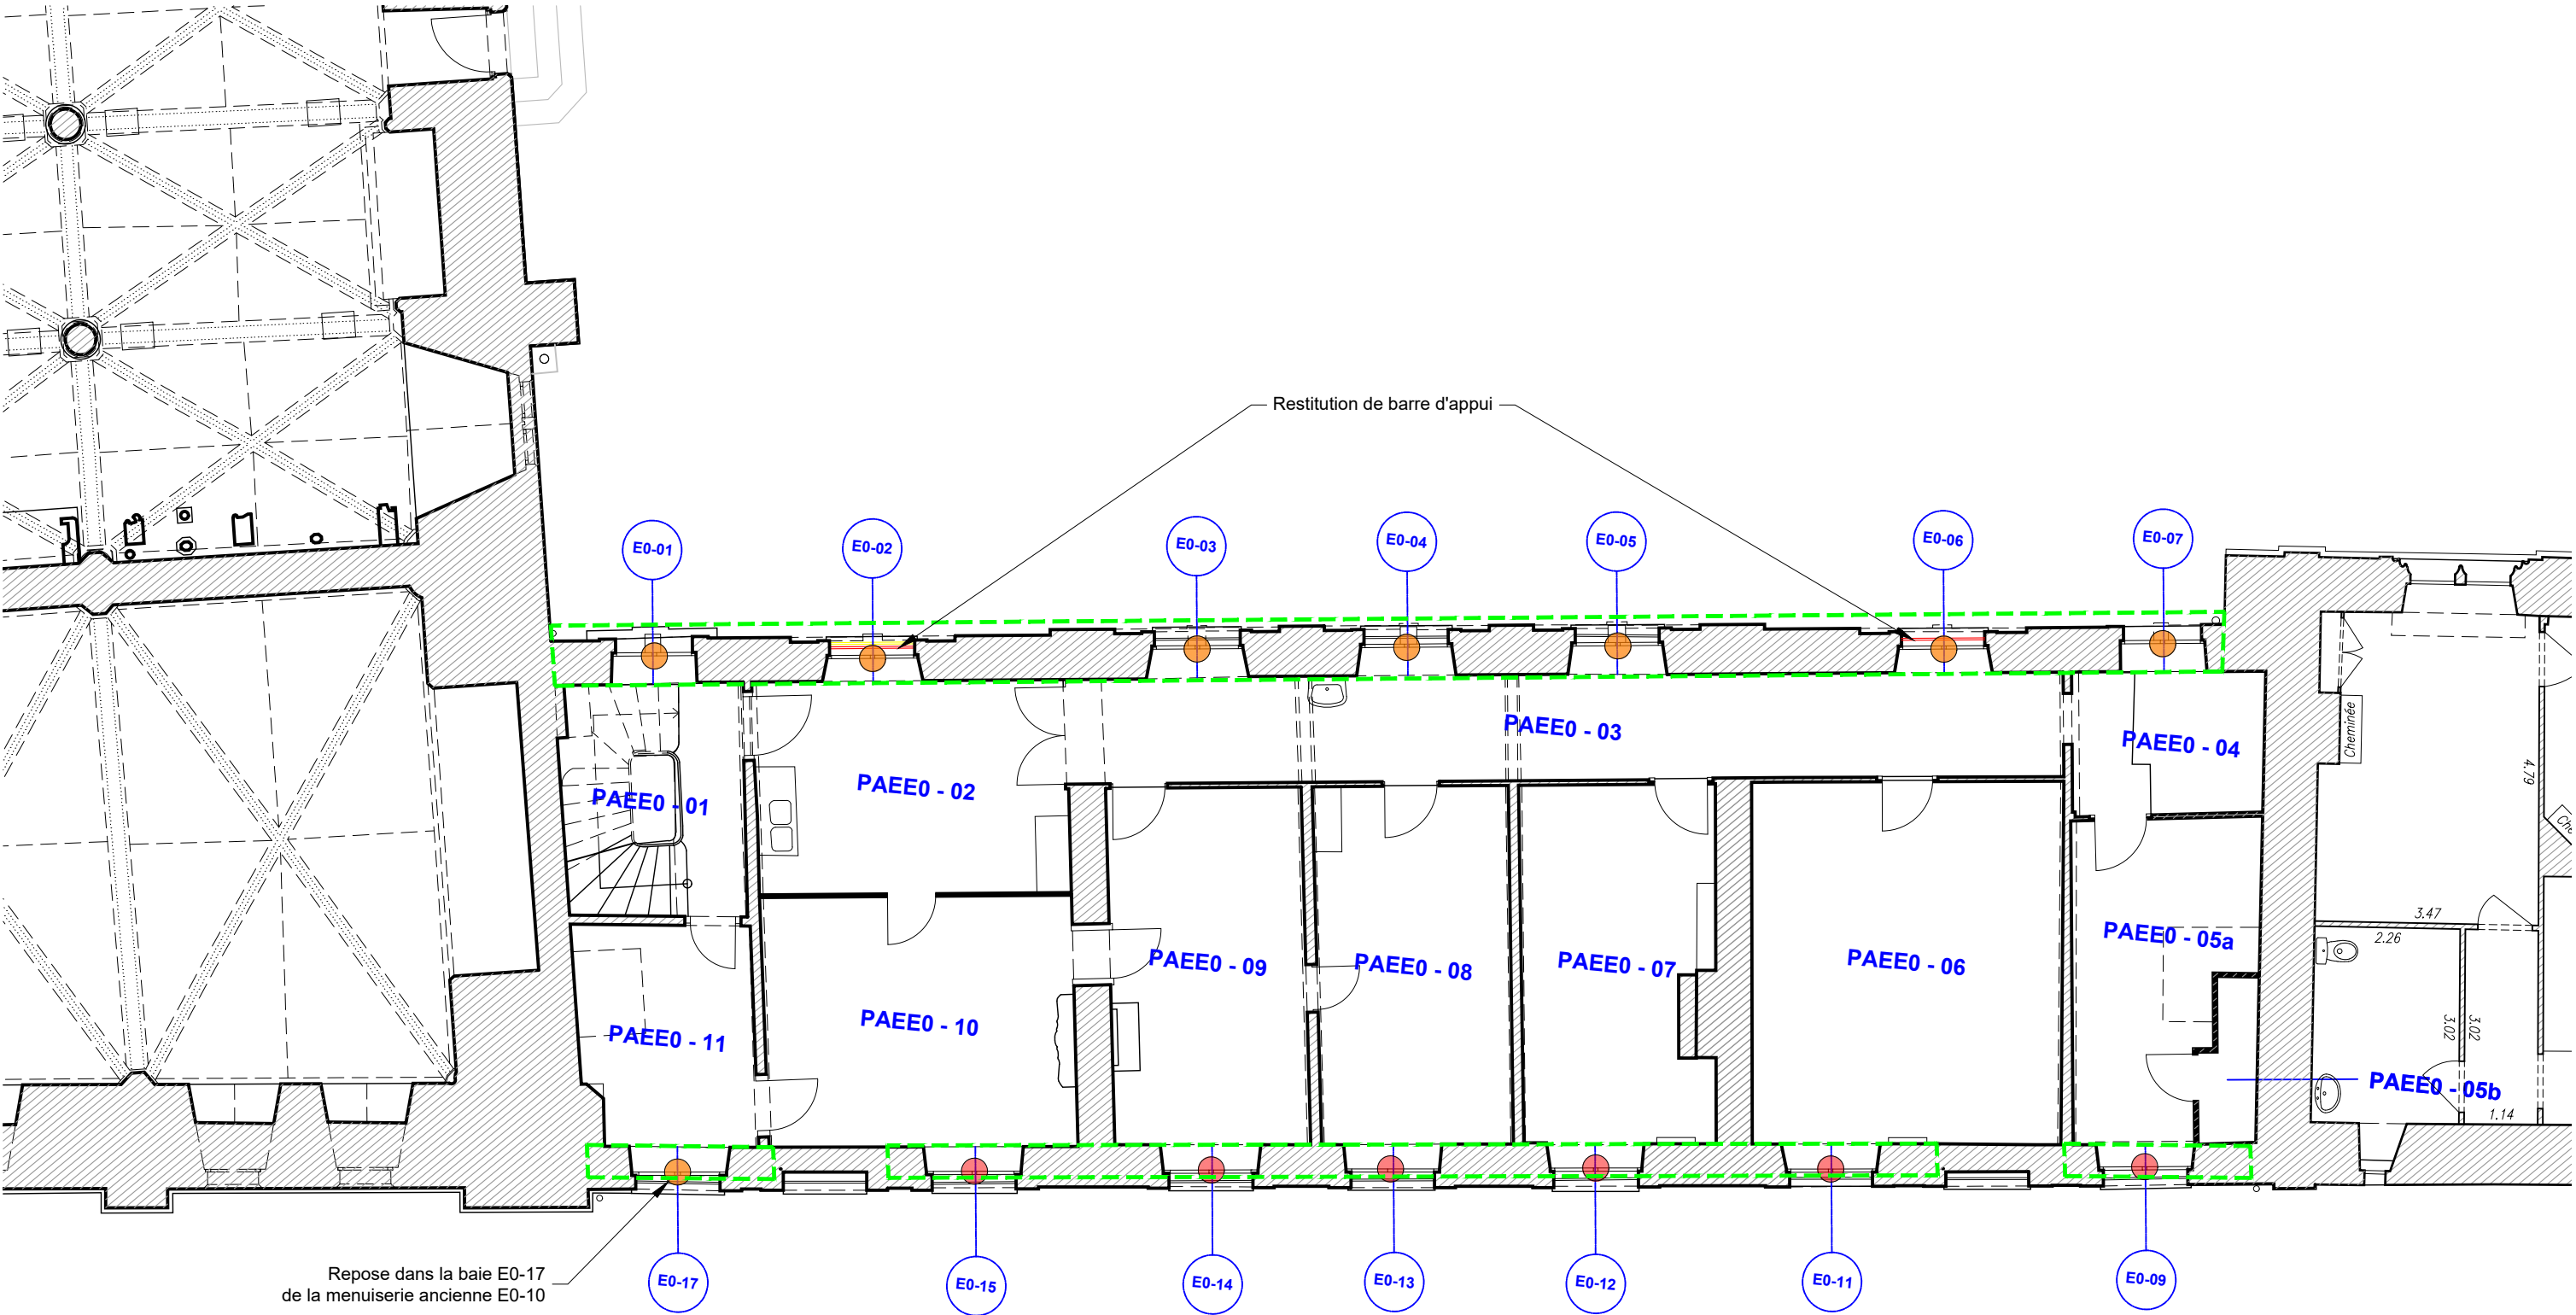 Restitution de barre d'appui
E0-01
E0-02
E0-03
E0-04
E0-05
E0-06
E0-07
PAEE0 - 01
PAEE0 - 02
PAEE0 - 03
PAEE0 - 04
Cheminée
4.79
3.47
2.26
3.02
3.02
1.14
PAEE0 - 11
PAEE0 - 10
PAEE0 - 09
PAEE0 - 08
PAEE0 - 07
PAEE0 - 06
PAEE0 - 05a
PAEE0 - 05b
Repose dans la baie E0-17
de la menuiserie ancienne E0-10
E0-17
E0-15
E0-14
E0-13
E0-12
E0-11
E0-09